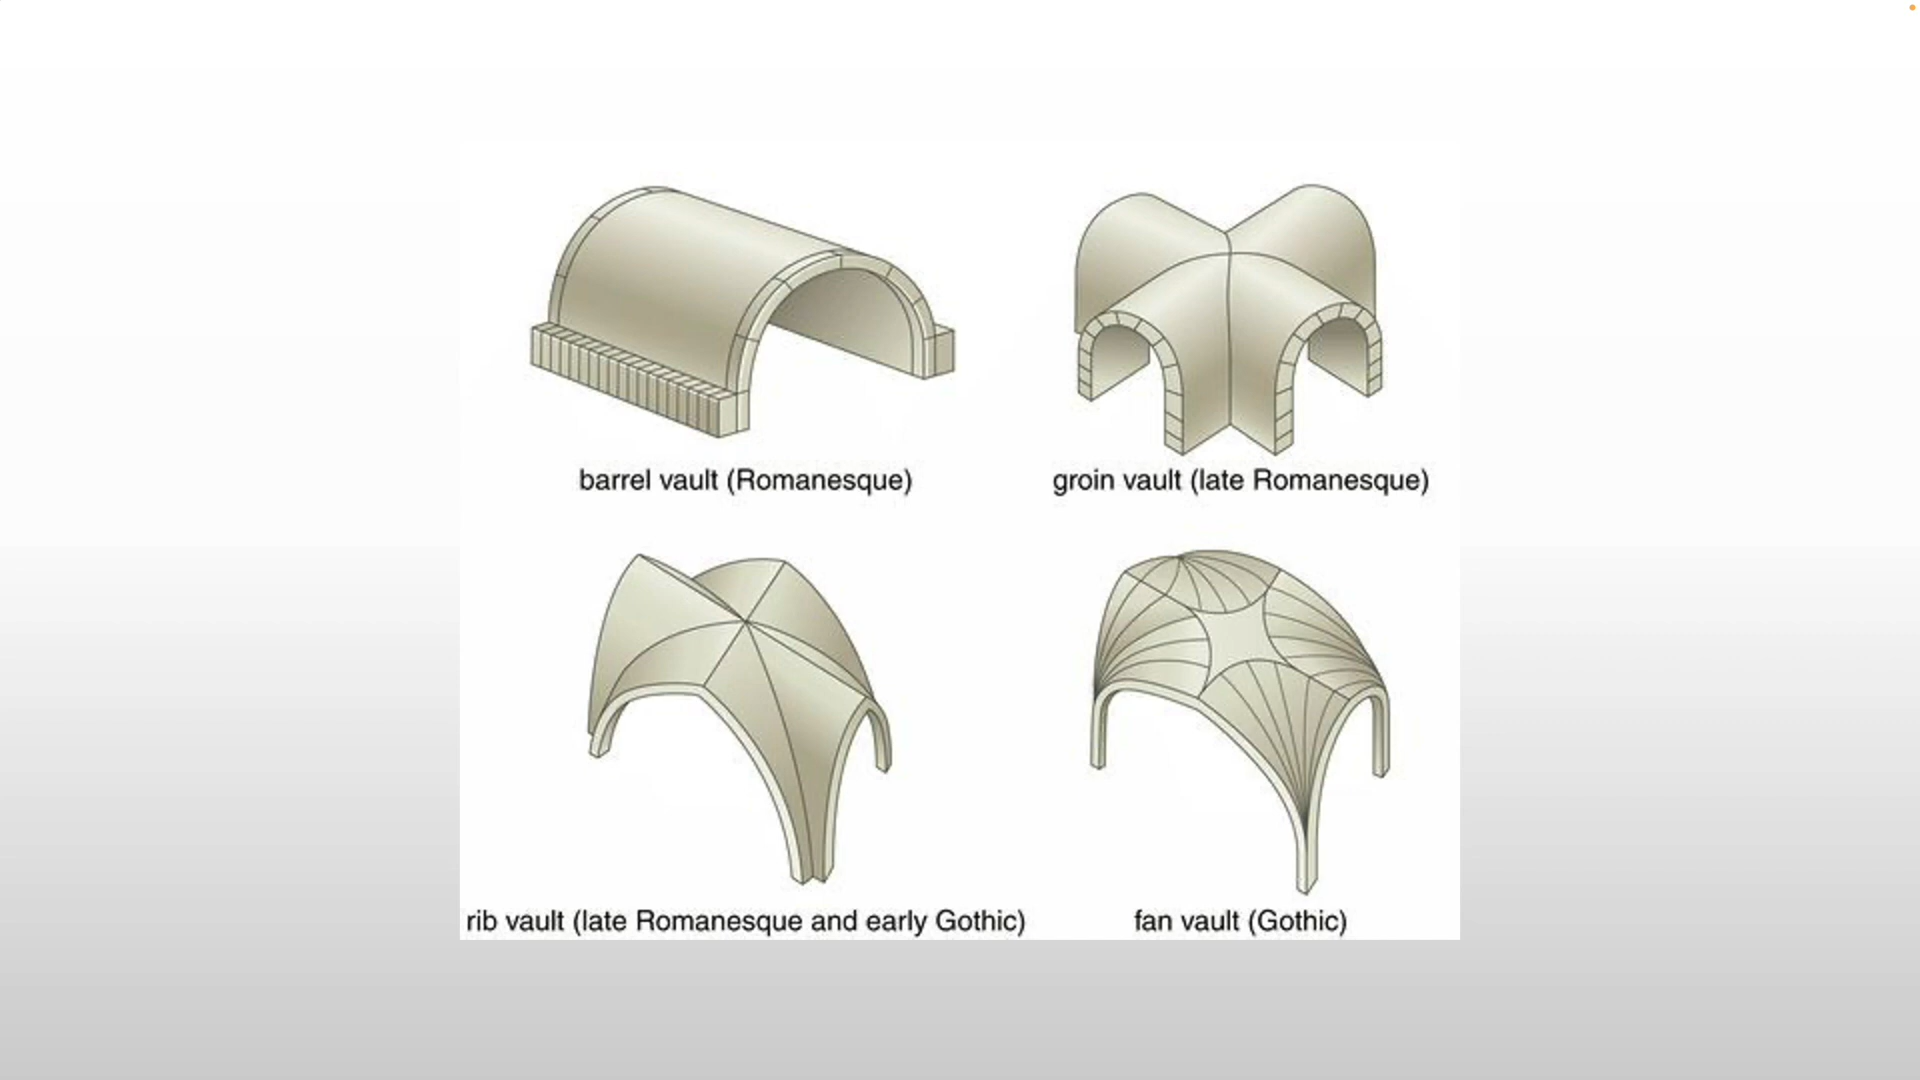 barrel vault (Romanesque)
groin vault (late Romanesque)
rib vault (late Romanesque and early Gothic)
fan vault (Gothic)